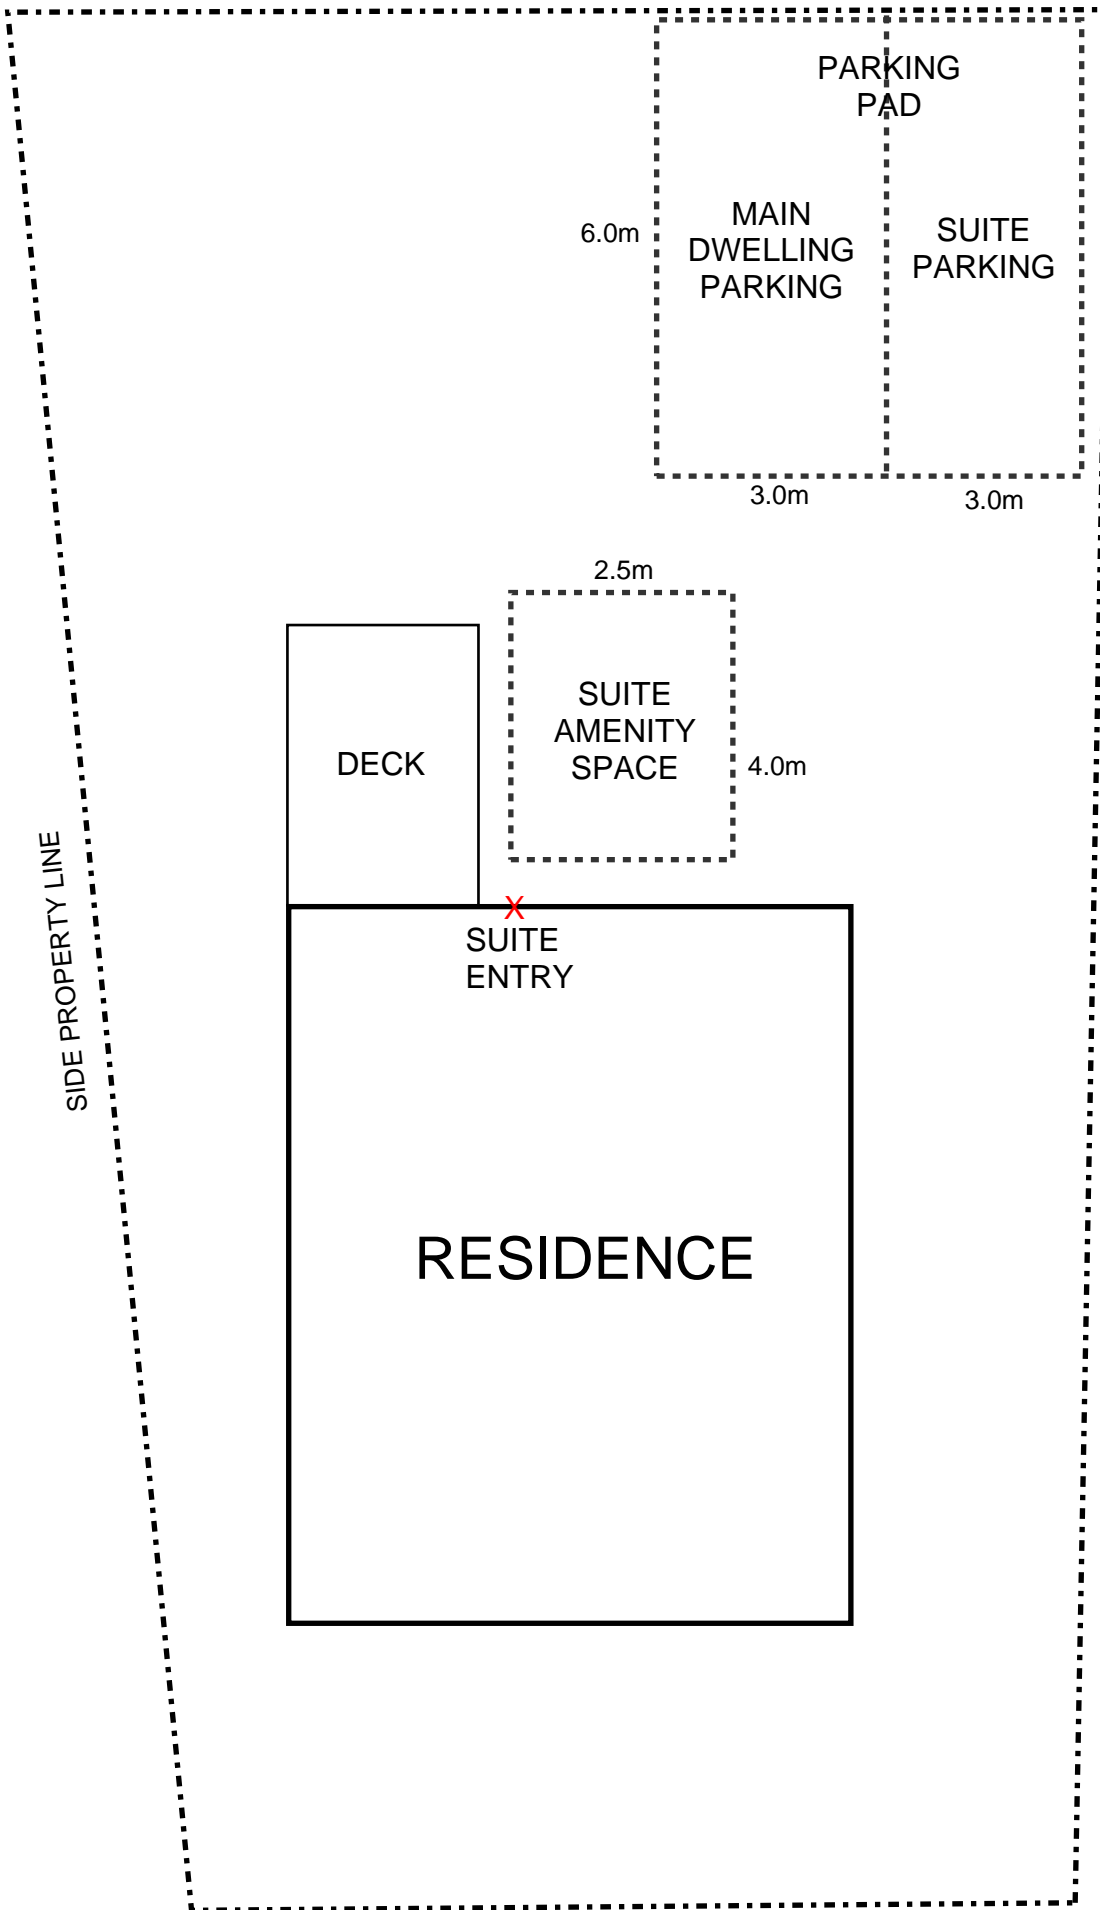 PARKING
PAD
MAIN
DWELLING
PARKING
SUITE
PARKING
6.0m
3.0m
3.0m
2.5m
SUITE
AMENITY
SPACE
4.0m
DECK
SIDE PROPERTY LINE
X
SUITE
ENTRY
RESIDENCE